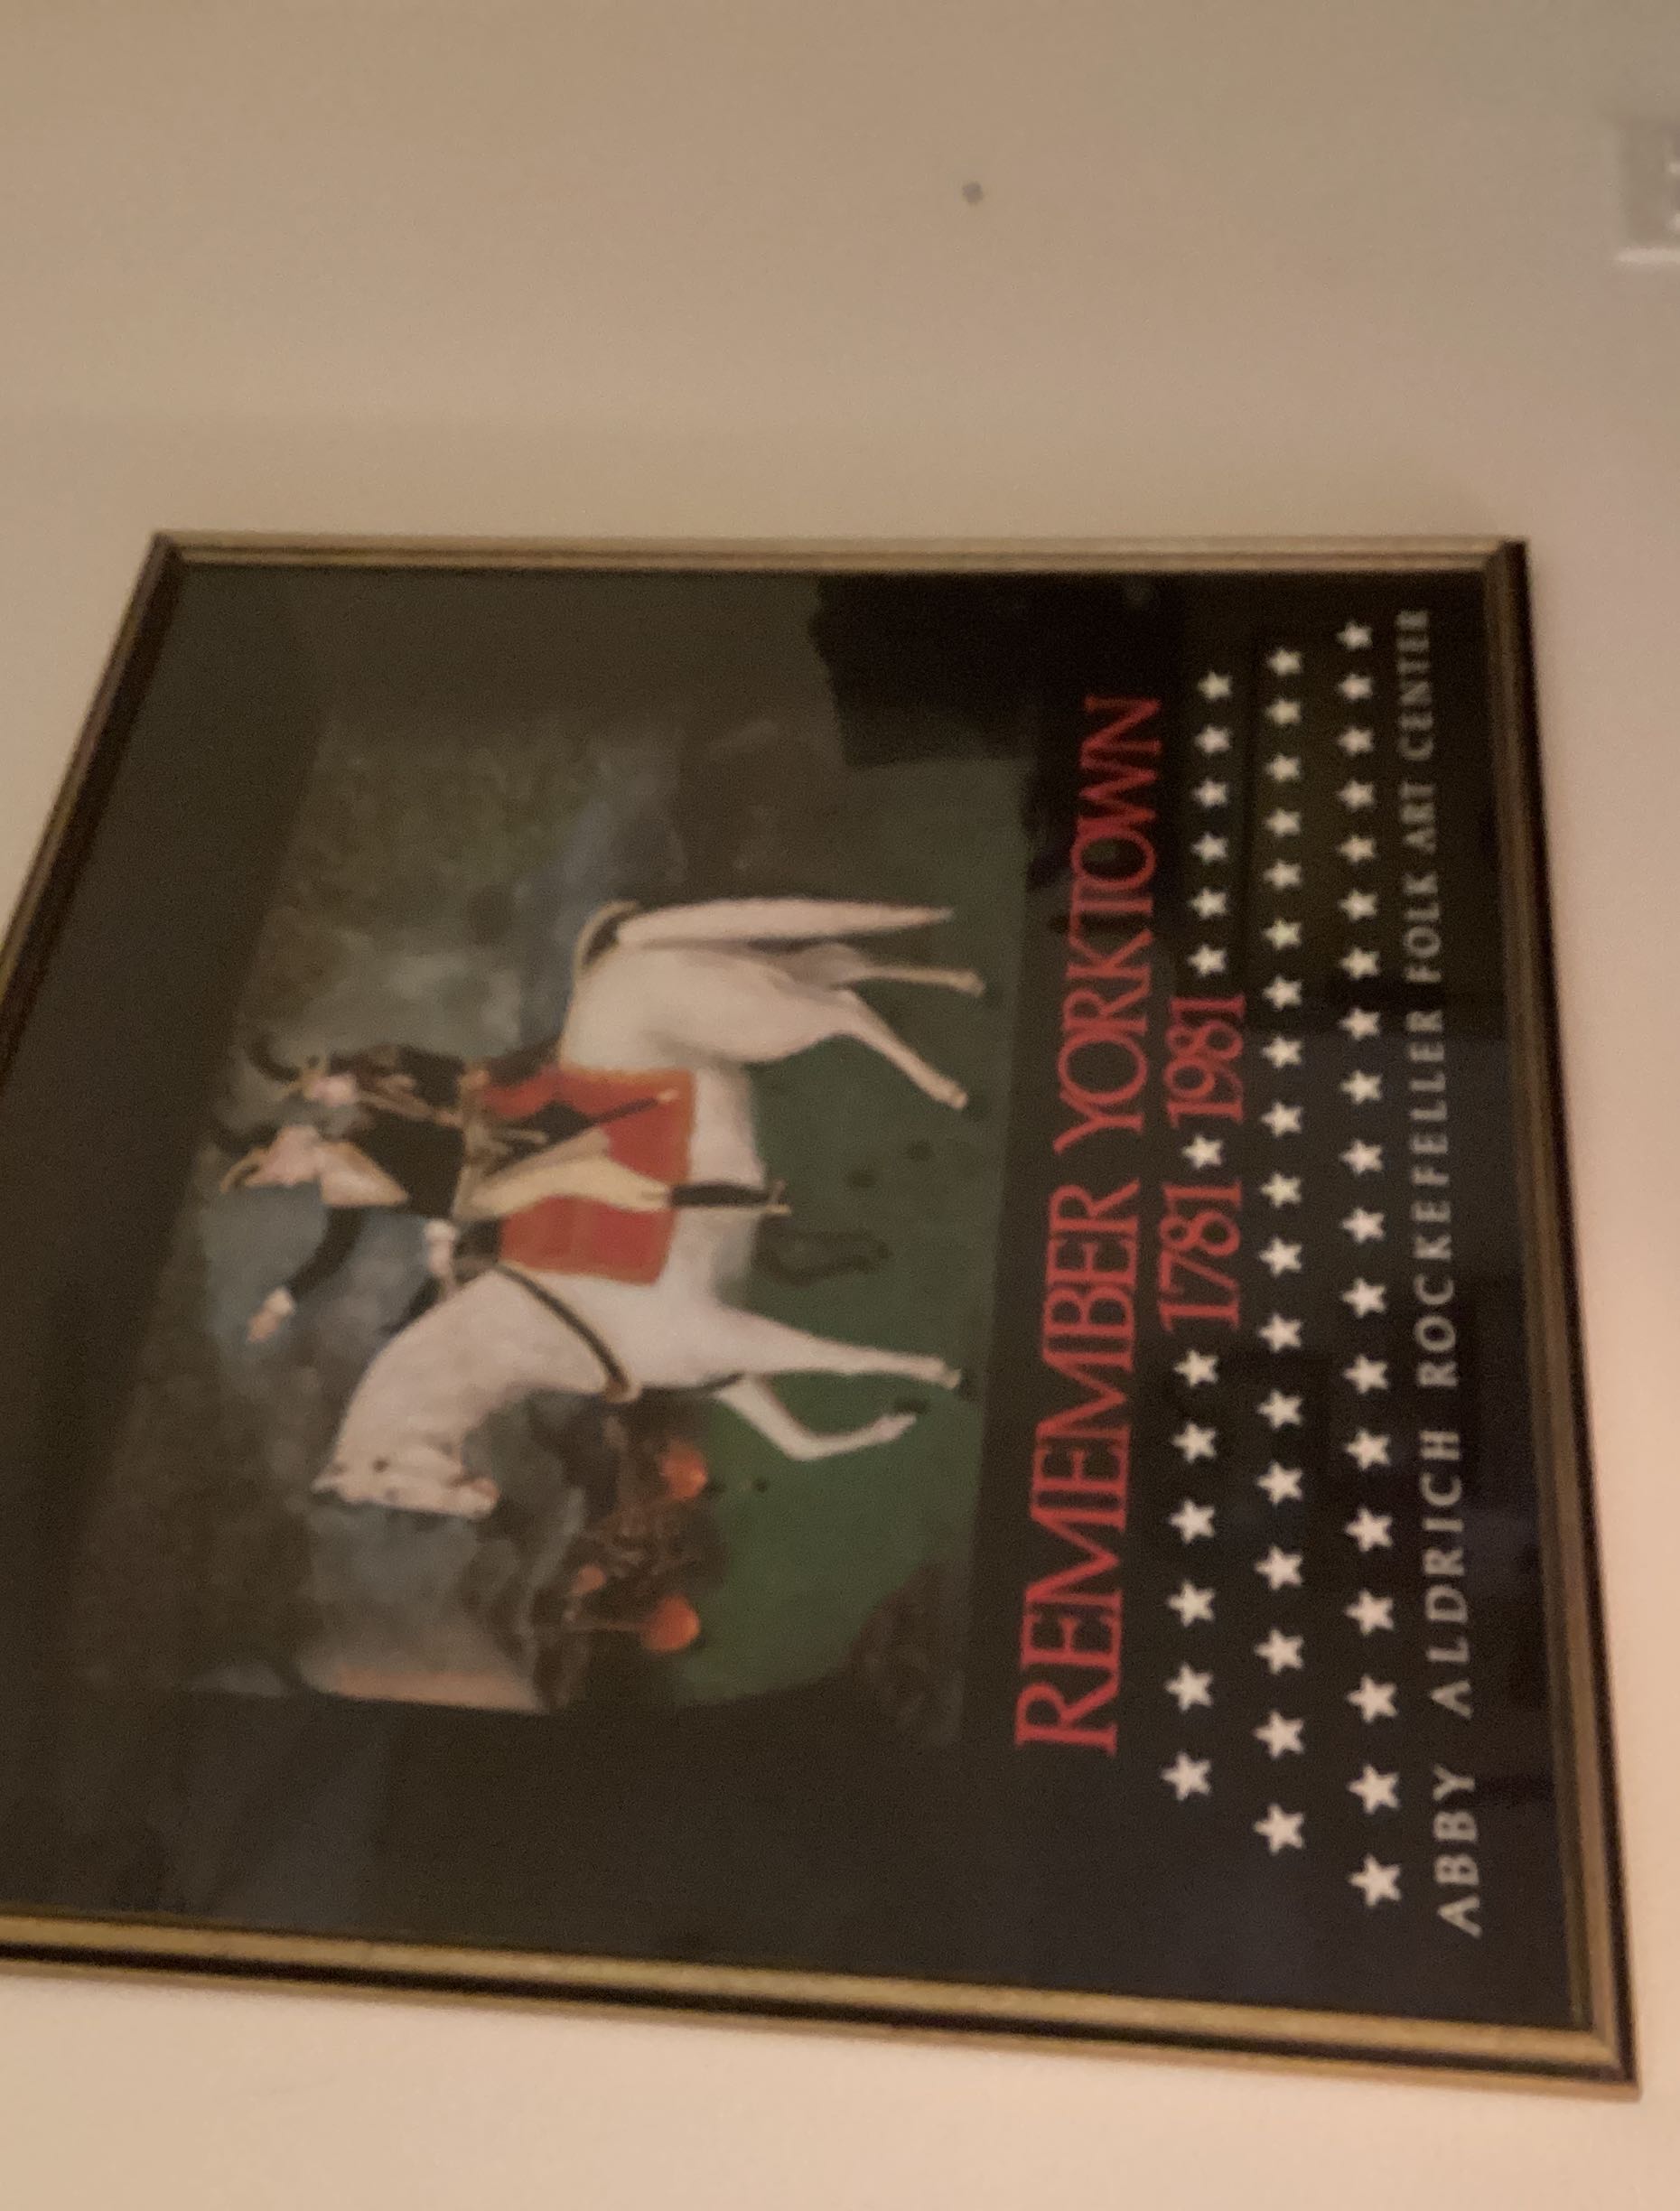 REMEMBER YORKTOWN
1781 ★ 1981
ABBY ALDRICH ROCKEFELLER FOLK ART CENTER